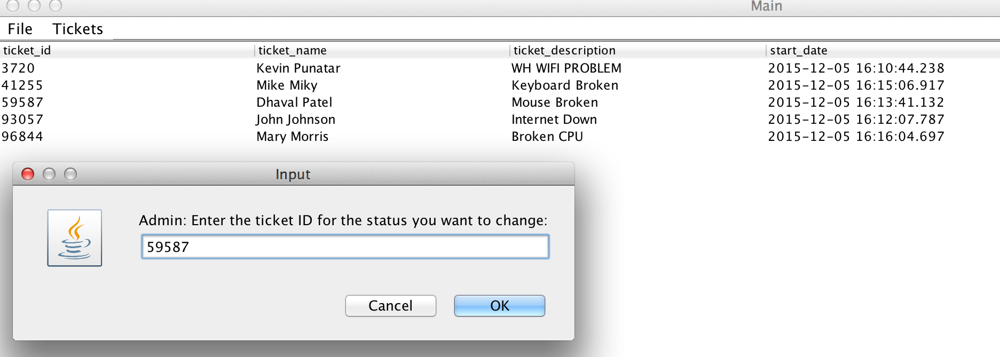 Main
File Tickets
ticket_id ticket_name ticket_description start_date
3720 Kevin Punatar WH WIFI PROBLEM 2015-12-05 16:10:44.238
41255 Mike Miky Keyboard Broken 2015-12-05 16:15:06.917
59587 Dhaval Patel Mouse Broken 2015-12-05 16:13:41.132
93057 John Johnson Internet Down 2015-12-05 16:12:07.787
96844 Mary Morris Broken CPU 2015-12-05 16:16:04.697
Input
Admin: Enter the ticket ID for the status you want to change:
59587
Cancel OK